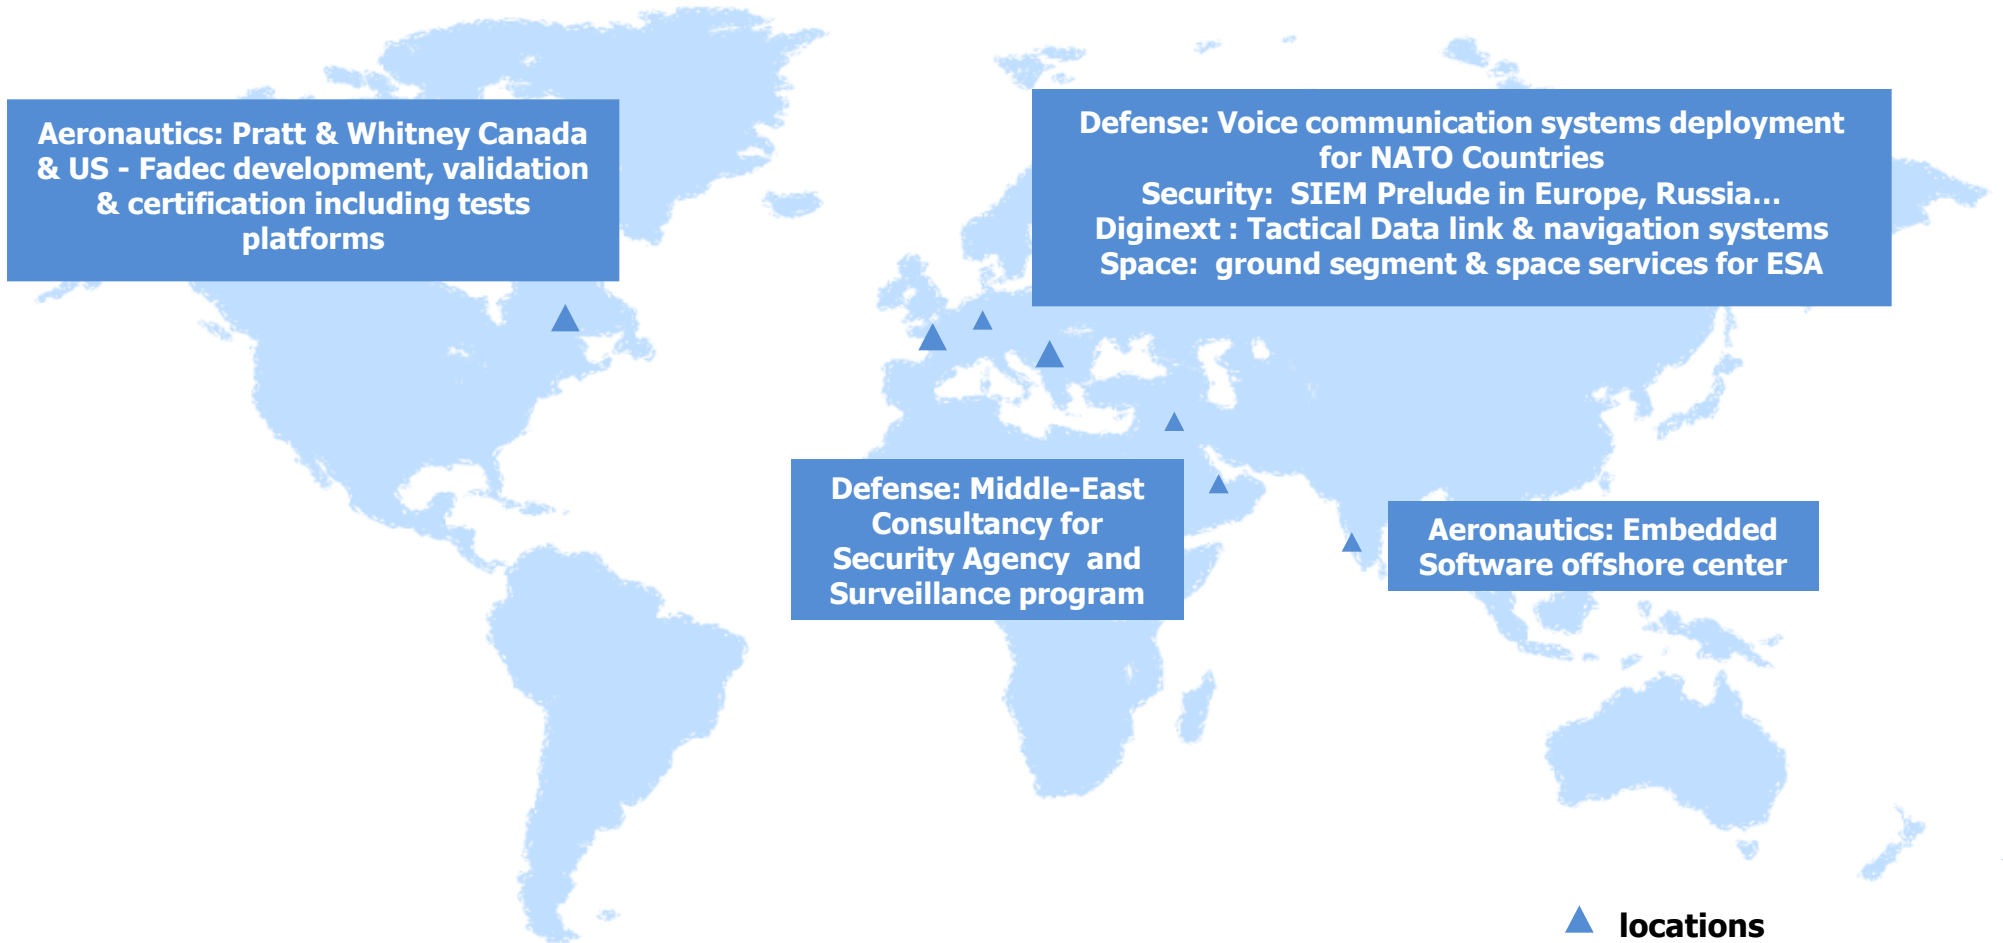 Aeronautics: Pratt & Whitney Canada
& US - Fadec development, validation
& certification including tests
platforms
Defense: Voice communication systems deployment
for NATO Countries
Security:  SIEM Prelude in Europe, Russia...
Diginext : Tactical Data link & navigation systems
Space:  ground segment & space services for ESA
Defense: Middle-East
Consultancy for
Security Agency  and
Surveillance program
Aeronautics: Embedded
Software offshore center
locations